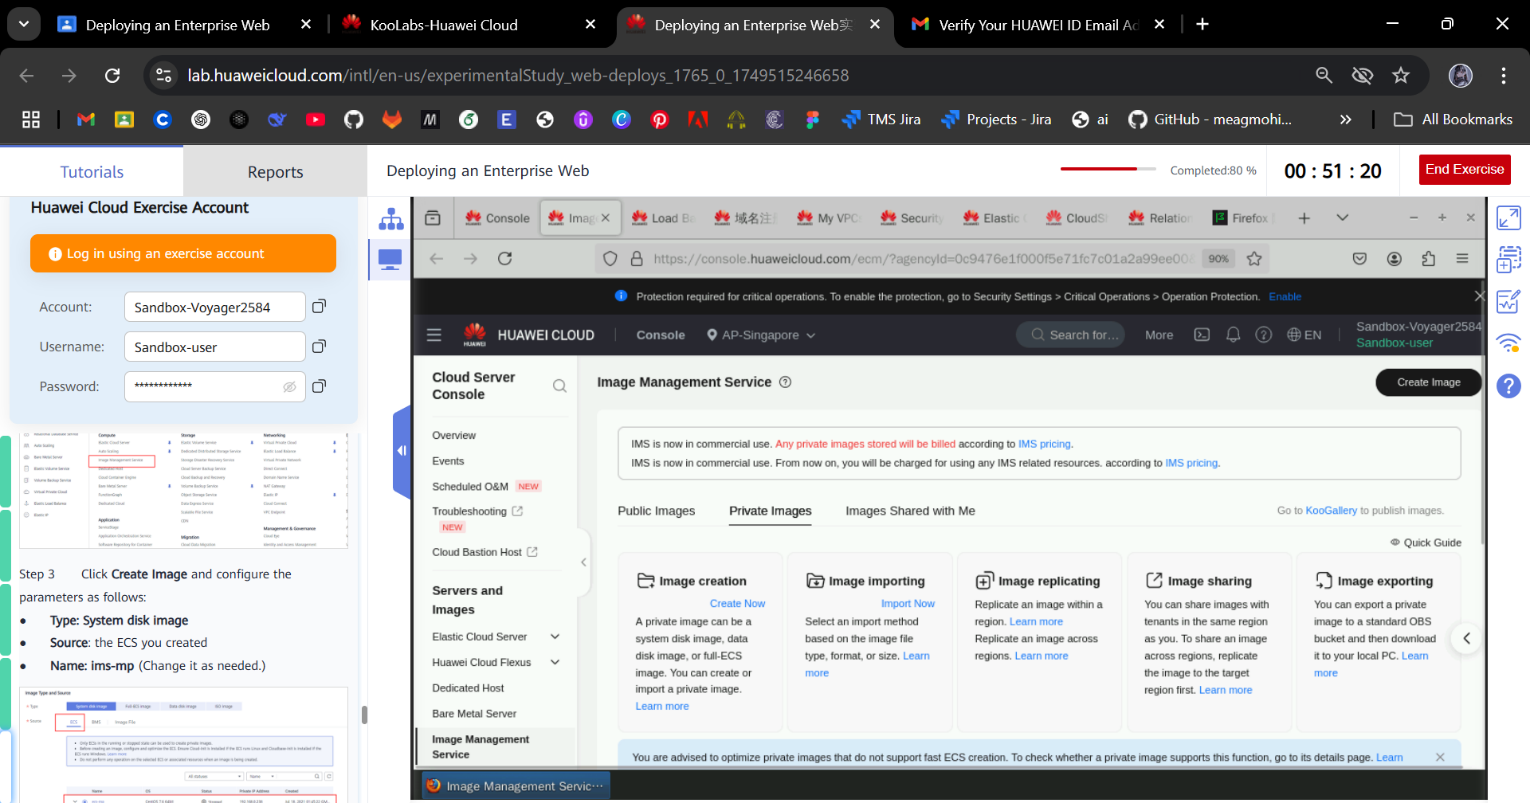 Deploying an Enterprise Web
KooLabs-Huawei Cloud
Deploying an Enterprise Web实
Verify Your HUAWEI ID Email Ad
lab.huaweicloud.com/intl/en-us/experimentalStudy_web-deploys_1765_0_1749515246658
TMS Jira
Projects - Jira
ai
GitHub - meagmohi...
All Bookmarks
Tutorials
Reports
Deploying an Enterprise Web
Completed:80 %
00 : 51 : 20
End Exercise
Huawei Cloud Exercise Account
Log in using an exercise account
Account:
Sandbox-Voyager2584
Username:
Sandbox-user
Password:
************
Step 3 Click Create Image and configure the
parameters as follows:
● Type: System disk image
● Source: the ECS you created
● Name: ims-mp (Change it as needed.)
Image Type and Source
Console
Imag
Load Ba
域名注
My VPC
Security
Elastic
CloudS
Relation
Firefox
https://console.huaweicloud.com/ecm/?agencyId=0c9476e1f000f5e71fc7c01a2a99ee00
90%
Protection required for critical operations. To enable the protection, go to Security Settings > Critical Operations > Operation Protection. Enable
HUAWEI
HUAWEI CLOUD
Console
AP-Singapore
Search for...
More
EN
Sandbox-Voyager2584
Sandbox-user
Cloud Server
Console
Overview
Events
Scheduled O&M NEW
Troubleshooting
NEW
Cloud Bastion Host
Servers and
Images
Elastic Cloud Server
Huawei Cloud Flexus
Dedicated Host
Bare Metal Server
Image Management
Service
Image Management Service
Create Image
IMS is now in commercial use. Any private images stored will be billed according to IMS pricing.
IMS is now in commercial use. From now on, you will be charged for using any IMS related resources. according to IMS pricing.
Public Images
Private Images
Images Shared with Me
Go to KooGallery to publish images.
Quick Guide
Image creation
Create Now
A private image can be a
system disk image, data
disk image, or full-ECS
image. You can create or
import a private image.
Learn more
Image importing
Import Now
Select an import method
based on the image file
type, format, or size. Learn
more
Image replicating
Replicate an image within a
region. Learn more
Replicate an image across
regions. Learn more
Image sharing
You can share images with
tenants in the same region
as you. To share an image
across regions, replicate
the image to the target
region first. Learn more
Image exporting
You can export a private
image to a standard OBS
bucket and then download
it to your local PC. Learn
more
You are advised to optimize private images that do not support fast ECS creation. To check whether a private image supports this function, go to its details page. Learn
Image Management Servic···